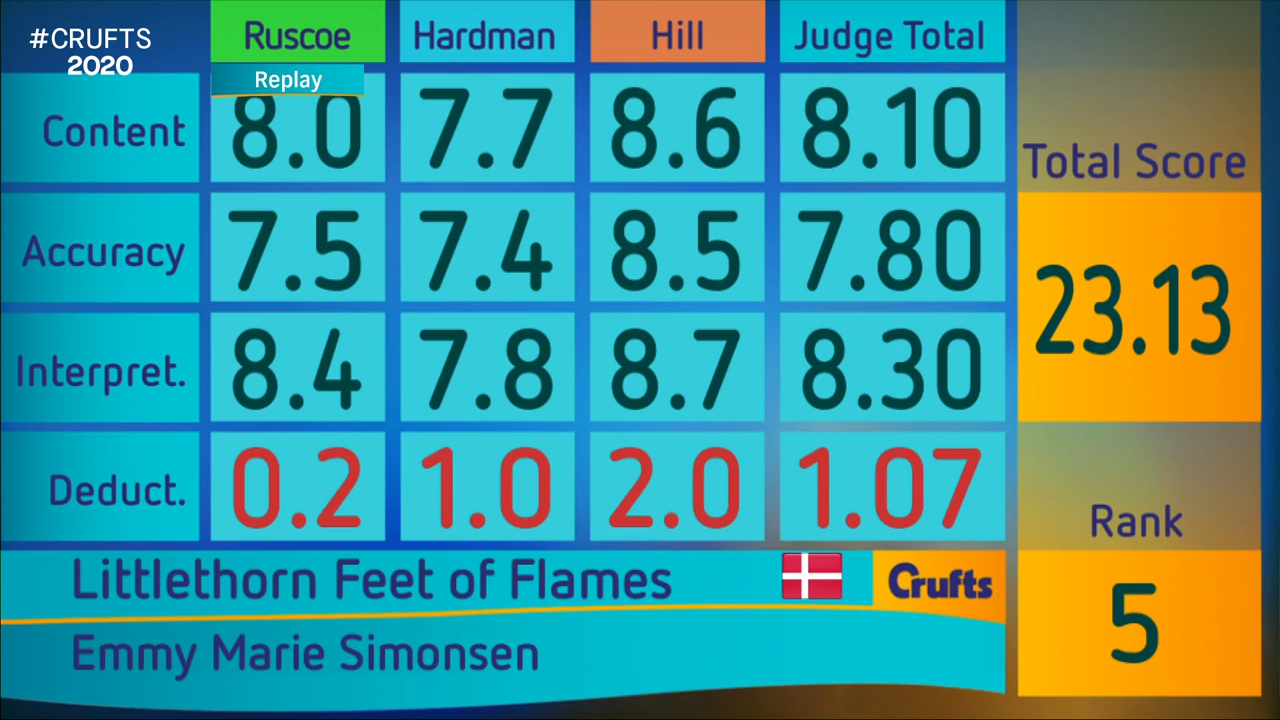 #CRUFTS
2020
Ruscoe Hardman Hill Judge Total
Replay
Content 8.0 7.7 8.6 8.10
Total Score
Accuracy 7.5 7.4 8.5 7.80
23.13
Interpret. 8.4 7.8 8.7 8.30
Deduct. 0.2 1.0 2.0 1.07
Rank
5
Littlethorn Feet of Flames Crufts
Emmy Marie Simonsen